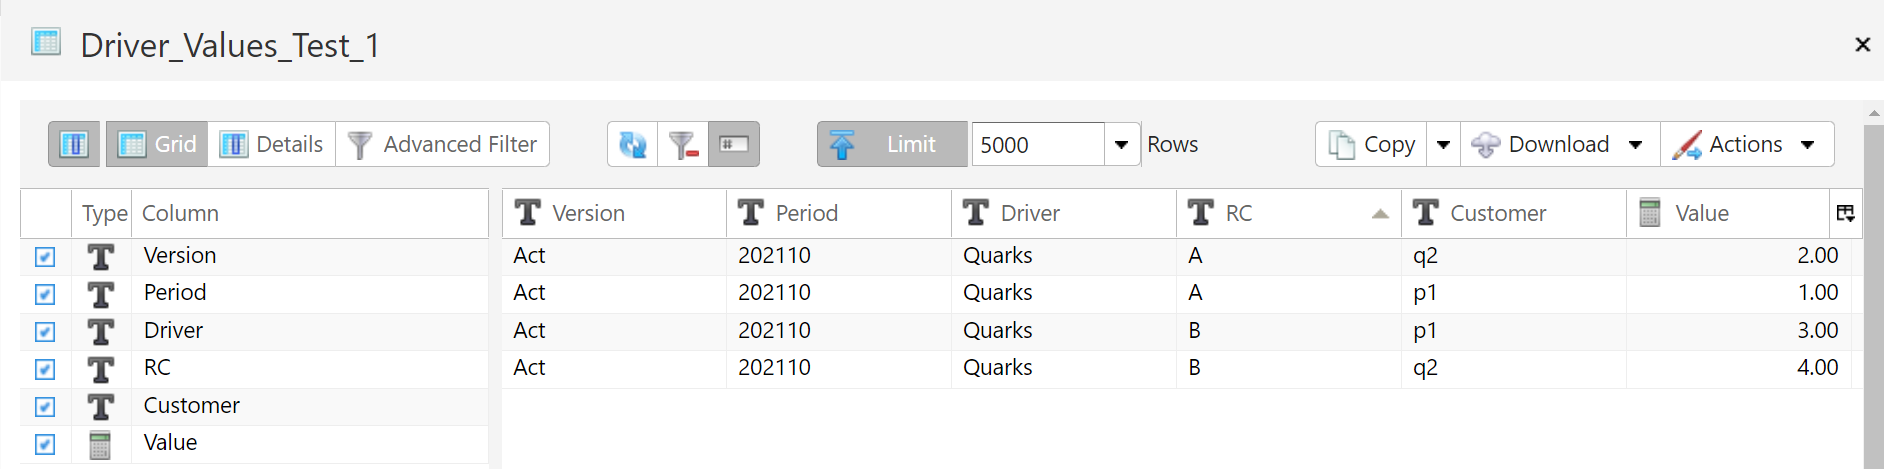 Driver_Values_Test_1
Grid Details Advanced Filter # Limit 5000 Rows Copy Download Actions
Type Column Version Period Driver RC Customer Value
Version Act 202110 Quarks A q2 2.00
Period Act 202110 Quarks A p1 1.00
Driver Act 202110 Quarks B p1 3.00
RC Act 202110 Quarks B q2 4.00
Customer
Value